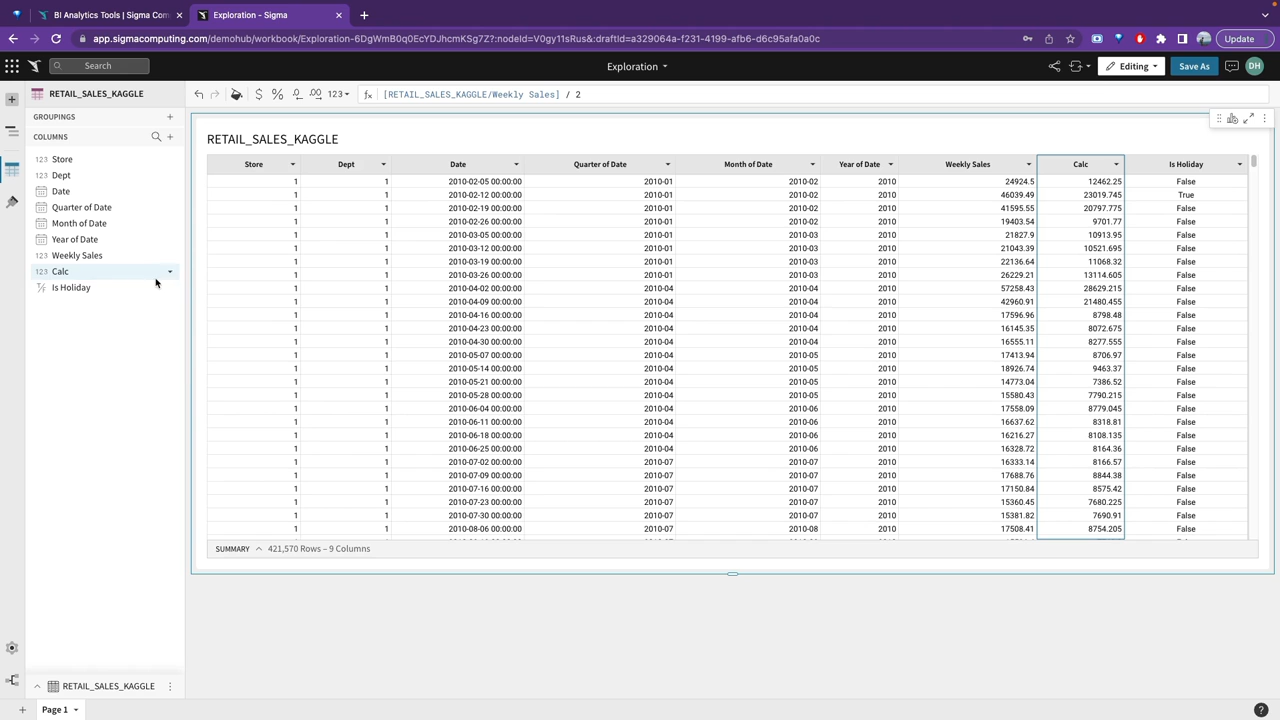 BI Analytics Tools | Sigma Com
Exploration - Sigma
app.sigmacomputing.com/demohub/workbook/Exploration-6DgWmB0q0EcYDJhcmKSg7Z?:nodeId=V0gy11sRus&:draftId=a329064a-f231-4199-afb6-d6c95afa0a0c
Update
Search
Exploration
Editing
Save As
DH
RETAIL_SALES_KAGGLE
$ % .0 .00 123
fx [RETAIL_SALES_KAGGLE/Weekly Sales] / 2
GROUPINGS
COLUMNS
123 Store
123 Dept
Date
Quarter of Date
Month of Date
Year of Date
123 Weekly Sales
123 Calc
Is Holiday
RETAIL_SALES_KAGGLE
Store Dept Date Quarter of Date Month of Date Year of Date Weekly Sales Calc Is Holiday
1 1 2010-02-05 00:00:00 2010-01 2010-02 2010 24924.5 12462.25 False
1 1 2010-02-12 00:00:00 2010-01 2010-02 2010 46039.49 23019.745 True
1 1 2010-02-19 00:00:00 2010-01 2010-02 2010 41595.55 20797.775 False
1 1 2010-02-26 00:00:00 2010-01 2010-02 2010 19403.54 9701.77 False
1 1 2010-03-05 00:00:00 2010-01 2010-03 2010 21827.9 10913.95 False
1 1 2010-03-12 00:00:00 2010-01 2010-03 2010 21043.39 10521.695 False
1 1 2010-03-19 00:00:00 2010-01 2010-03 2010 22136.64 11068.32 False
1 1 2010-03-26 00:00:00 2010-01 2010-03 2010 26229.21 13114.605 False
1 1 2010-04-02 00:00:00 2010-04 2010-04 2010 57258.43 28629.215 False
1 1 2010-04-09 00:00:00 2010-04 2010-04 2010 42960.91 21480.455 False
1 1 2010-04-16 00:00:00 2010-04 2010-04 2010 17596.96 8798.48 False
1 1 2010-04-23 00:00:00 2010-04 2010-04 2010 16145.35 8072.675 False
1 1 2010-04-30 00:00:00 2010-04 2010-04 2010 16555.11 8277.555 False
1 1 2010-05-07 00:00:00 2010-04 2010-05 2010 17413.94 8706.97 False
1 1 2010-05-14 00:00:00 2010-04 2010-05 2010 18926.74 9463.37 False
1 1 2010-05-21 00:00:00 2010-04 2010-05 2010 14773.04 7386.52 False
1 1 2010-05-28 00:00:00 2010-04 2010-05 2010 15580.43 7790.215 False
1 1 2010-06-04 00:00:00 2010-04 2010-06 2010 17558.09 8779.045 False
1 1 2010-06-11 00:00:00 2010-04 2010-06 2010 16637.62 8318.81 False
1 1 2010-06-18 00:00:00 2010-04 2010-06 2010 16216.27 8108.135 False
1 1 2010-06-25 00:00:00 2010-04 2010-06 2010 16328.72 8164.36 False
1 1 2010-07-02 00:00:00 2010-07 2010-07 2010 16333.14 8166.57 False
1 1 2010-07-09 00:00:00 2010-07 2010-07 2010 17688.76 8844.38 False
1 1 2010-07-16 00:00:00 2010-07 2010-07 2010 17150.84 8575.42 False
1 1 2010-07-23 00:00:00 2010-07 2010-07 2010 15360.45 7680.225 False
1 1 2010-07-30 00:00:00 2010-07 2010-07 2010 15381.82 7690.91 False
1 1 2010-08-06 00:00:00 2010-07 2010-08 2010 17508.41 8754.205 False
SUMMARY 421,570 Rows – 9 Columns
RETAIL_SALES_KAGGLE
Page 1